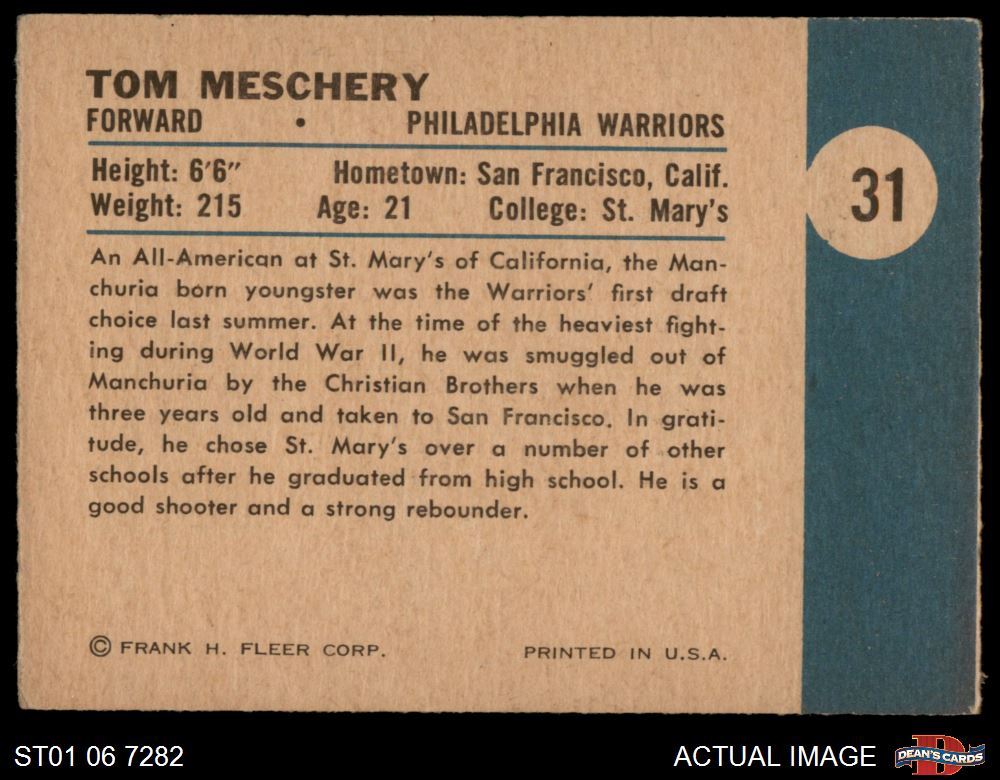 TOM MESCHERY
FORWARD • PHILADELPHIA WARRIORS
Height: 6'6" Hometown: San Francisco, Calif.
Weight: 215 Age: 21 College: St. Mary's
31
An All-American at St. Mary's of California, the Man-
churia born youngster was the Warriors' first draft
choice last summer. At the time of the heaviest fight-
ing during World War II, he was smuggled out of
Manchuria by the Christian Brothers when he was
three years old and taken to San Francisco. In grati-
tude, he chose St. Mary's over a number of other
schools after he graduated from high school. He is a
good shooter and a strong rebounder.
© FRANK H. FLEER CORP. PRINTED IN U.S.A.
ST01 06 7282 ACTUAL IMAGE
D
DEAN'S CARDS